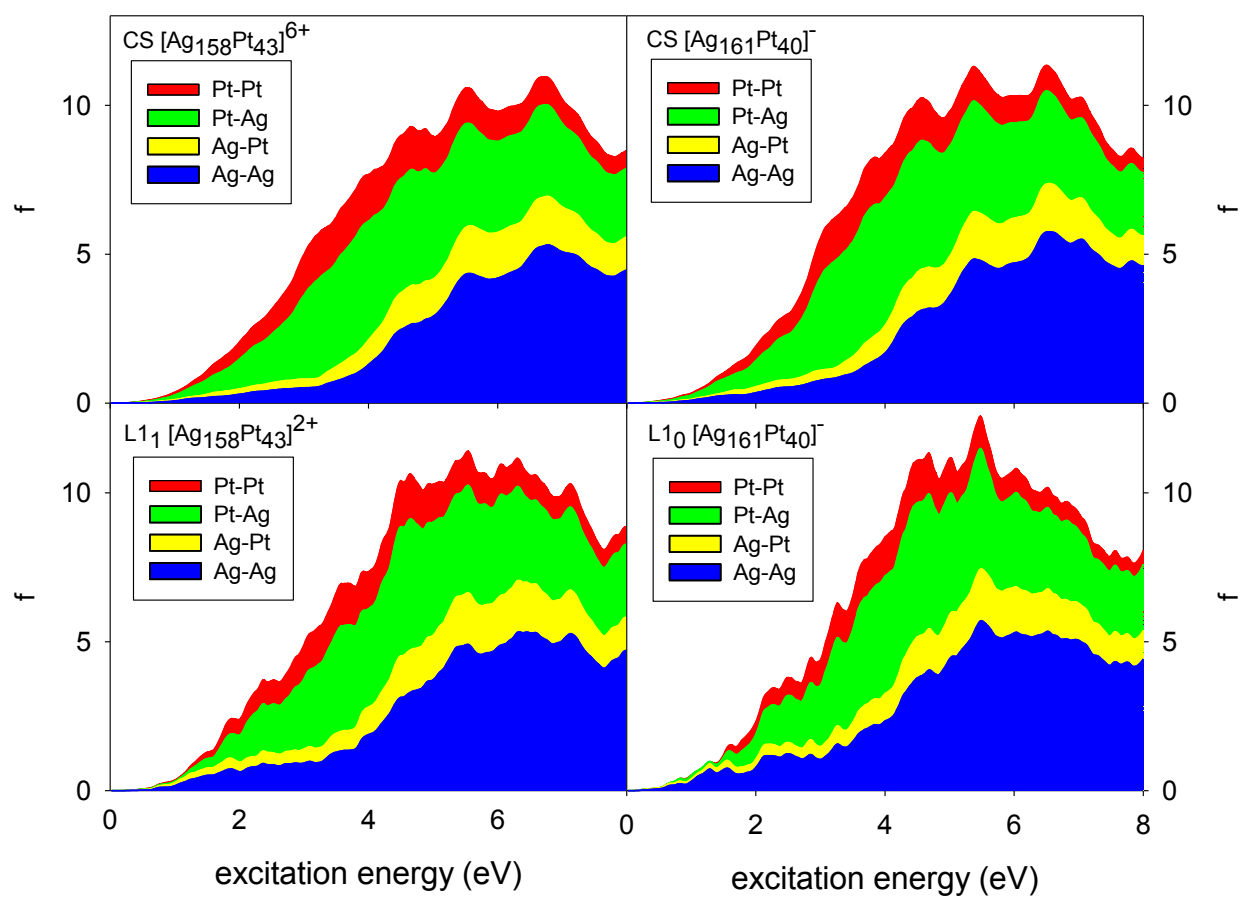 CS [Ag158Pt43]6+
Pt-Pt
Pt-Ag
Ag-Pt
Ag-Ag
10
5
0
f
CS [Ag161Pt40]-
Pt-Pt
Pt-Ag
Ag-Pt
Ag-Ag
10
5
0
f
L11 [Ag158Pt43]2+
Pt-Pt
Pt-Ag
Ag-Pt
Ag-Ag
10
5
0
f
0 2 4 6
excitation energy (eV)
L10 [Ag161Pt40]-
Pt-Pt
Pt-Ag
Ag-Pt
Ag-Ag
10
5
0
f
0 2 4 6 8
excitation energy (eV)